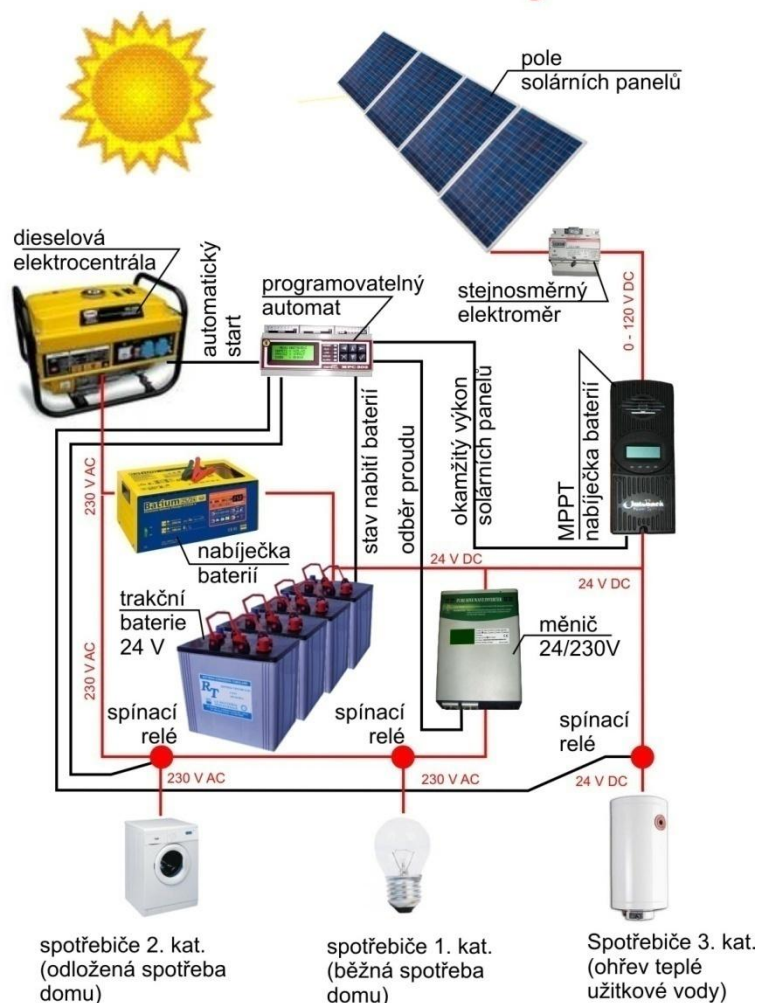 pole
solárních panelů
dieselová
elektrocentrála
automatický
start
programovatelný
automat
stejnosměrný
elektroměr
0 - 120 V DC
MPPT
nabíječka baterií
okamžitý výkon
solárních panelů
odběr proudu
stav nabití baterií
230 V AC
nabíječka
baterií
24 V DC
24 V DC
trakční
baterie
24 V
RT
měnič
24/230V
230 V AC
spínací
relé
spínací
relé
spínací
relé
230 V AC
230 V AC
24 V DC
spotřebiče 2. kat.
(odložená spotřeba
domu)
spotřebiče 1. kat.
(běžná spotřeba
domu)
Spotřebiče 3. kat.
(ohřev teplé
užitkové vody)